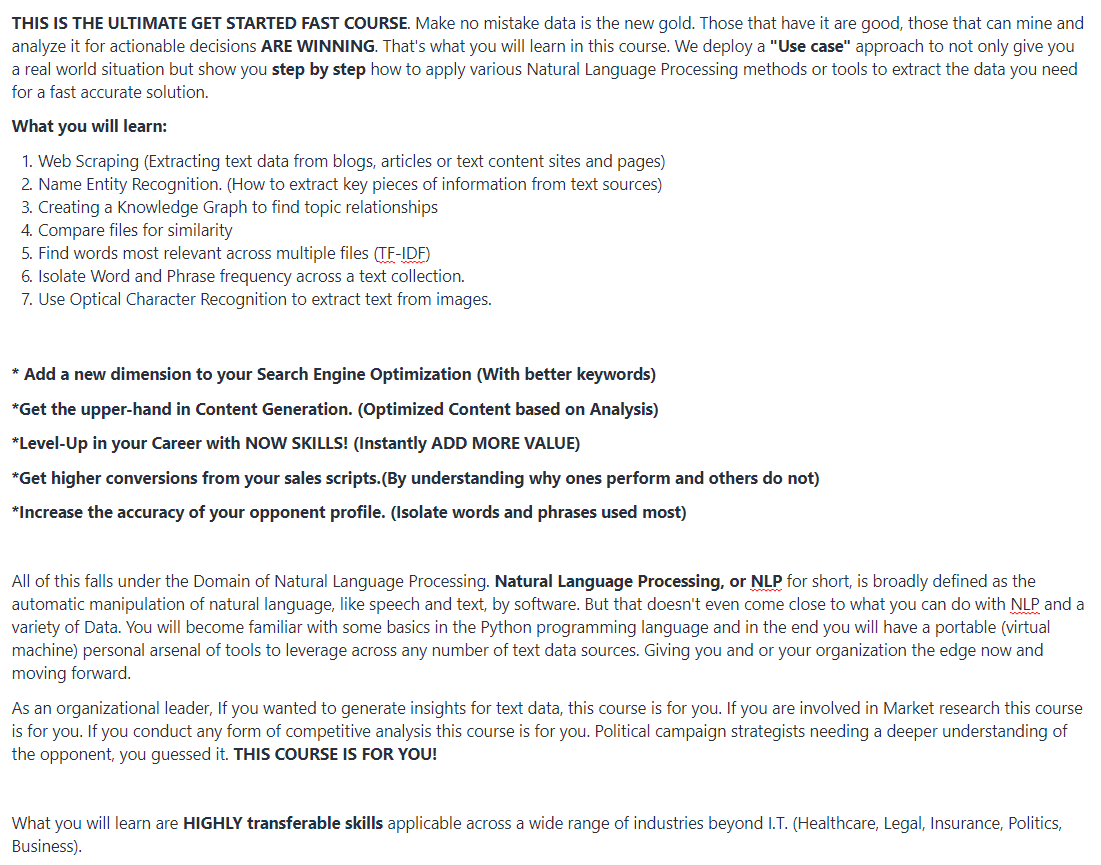 THIS IS THE ULTIMATE GET STARTED FAST COURSE. Make no mistake data is the new gold. Those that have it are good, those that can mine and
analyze it for actionable decisions ARE WINNING. That's what you will learn in this course. We deploy a "Use case" approach to not only give you
a real world situation but show you step by step how to apply various Natural Language Processing methods or tools to extract the data you need
for a fast accurate solution.
What you will learn:
1. Web Scraping (Extracting text data from blogs, articles or text content sites and pages)
2. Name Entity Recognition. (How to extract key pieces of information from text sources)
3. Creating a Knowledge Graph to find topic relationships
4. Compare files for similarity
5. Find words most relevant across multiple files (TF-IDF)
6. Isolate Word and Phrase frequency across a text collection.
7. Use Optical Character Recognition to extract text from images.
* Add a new dimension to your Search Engine Optimization (With better keywords)
*Get the upper-hand in Content Generation. (Optimized Content based on Analysis)
*Level-Up in your Career with NOW SKILLS! (Instantly ADD MORE VALUE)
*Get higher conversions from your sales scripts.(By understanding why ones perform and others do not)
*Increase the accuracy of your opponent profile. (Isolate words and phrases used most)
All of this falls under the Domain of Natural Language Processing. Natural Language Processing, or NLP for short, is broadly defined as the
automatic manipulation of natural language, like speech and text, by software. But that doesn't even come close to what you can do with NLP and a
variety of Data. You will become familiar with some basics in the Python programming language and in the end you will have a portable (virtual
machine) personal arsenal of tools to leverage across any number of text data sources. Giving you and or your organization the edge now and
moving forward.
As an organizational leader, If you wanted to generate insights for text data, this course is for you. If you are involved in Market research this course
is for you. If you conduct any form of competitive analysis this course is for you. Political campaign strategists needing a deeper understanding of
the opponent, you guessed it. THIS COURSE IS FOR YOU!
What you will learn are HIGHLY transferable skills applicable across a wide range of industries beyond I.T. (Healthcare, Legal, Insurance, Politics,
Business).